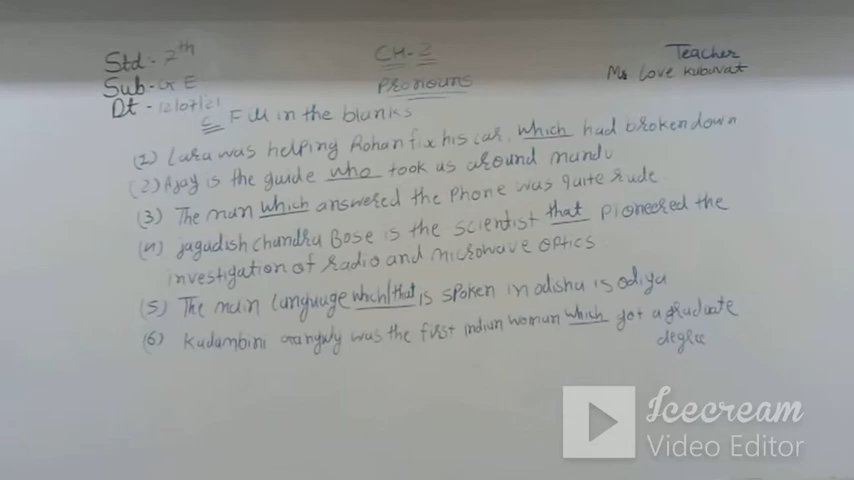 Std - 7th
CH-2
Teacher
Sub - Gr E
Pronouns
Ms Love kubavat
Dt - 12/07/21
C Fill in the blanks
(1) Lara was helping Rohan fix his car, which had broken down
(2) Ajay is the guide who took us around mandu
(3) The man which answered the Phone was quite rude
(4) jagadish chandra Bose is the scientist that pioneered the
investigation of radio and microwave optics
(5) The main language which/that is spoken in odisha is odiya
(6) kadambini Ganguly was the first indian woman which got a graduate
degree
Icecream
Video Editor